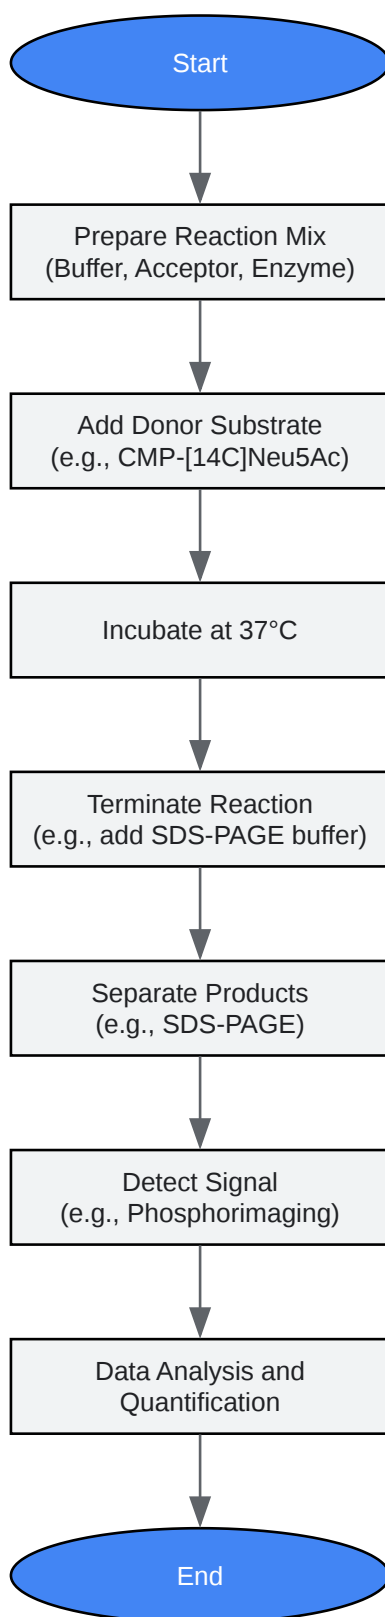 Start
Prepare Reaction Mix
(Buffer, Acceptor, Enzyme)
Add Donor Substrate
(e.g., CMP-[14C]Neu5Ac)
Incubate at 37°C
Terminate Reaction
(e.g., add SDS-PAGE buffer)
Separate Products
(e.g., SDS-PAGE)
Detect Signal
(e.g., Phosphorimaging)
Data Analysis and
Quantification
End